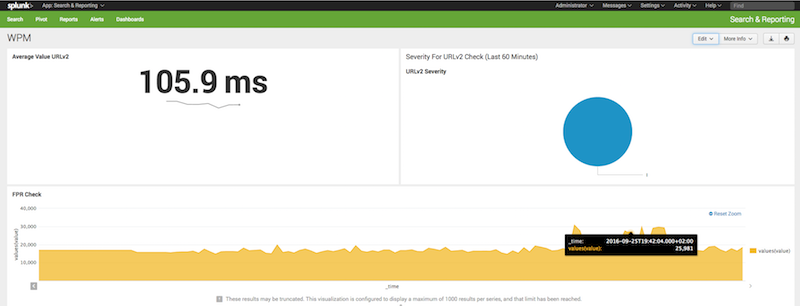 splunk> App: Search & Reporting Administrator Messages Settings Activity Help Find
Search Pivot Reports Alerts Dashboards Search & Reporting
WPM Edit More Info
Average Value URLv2
105.9 ms
Severity For URLv2 Check (Last 60 Minutes)
URLv2 Severity
1
FPR Check
40,000
30,000
20,000
10,000
values(value)
Reset Zoom
_time: 2016-09-25T19:42:04.000+02:00
values(value): 25,981
values(value)
_time
These results may be truncated. This visualization is configured to display a maximum of 1000 results per series, and that limit has been reached.